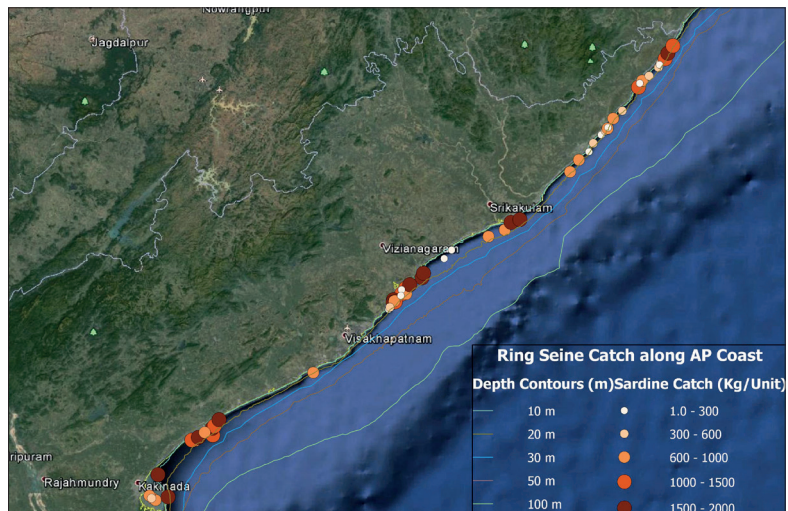 Nowrangpur
Jagdalpur
Srikakulam
Vizianagaram
Visakhapatnam
ripuram
Rajahmundry
Kakinada
Ring Seine Catch along AP Coast
Depth Contours (m) Sardine Catch (Kg/Unit)
10 m 1.0 - 300
20 m 300 - 600
30 m 600 - 1000
50 m 1000 - 1500
100 m 1500 - 2000